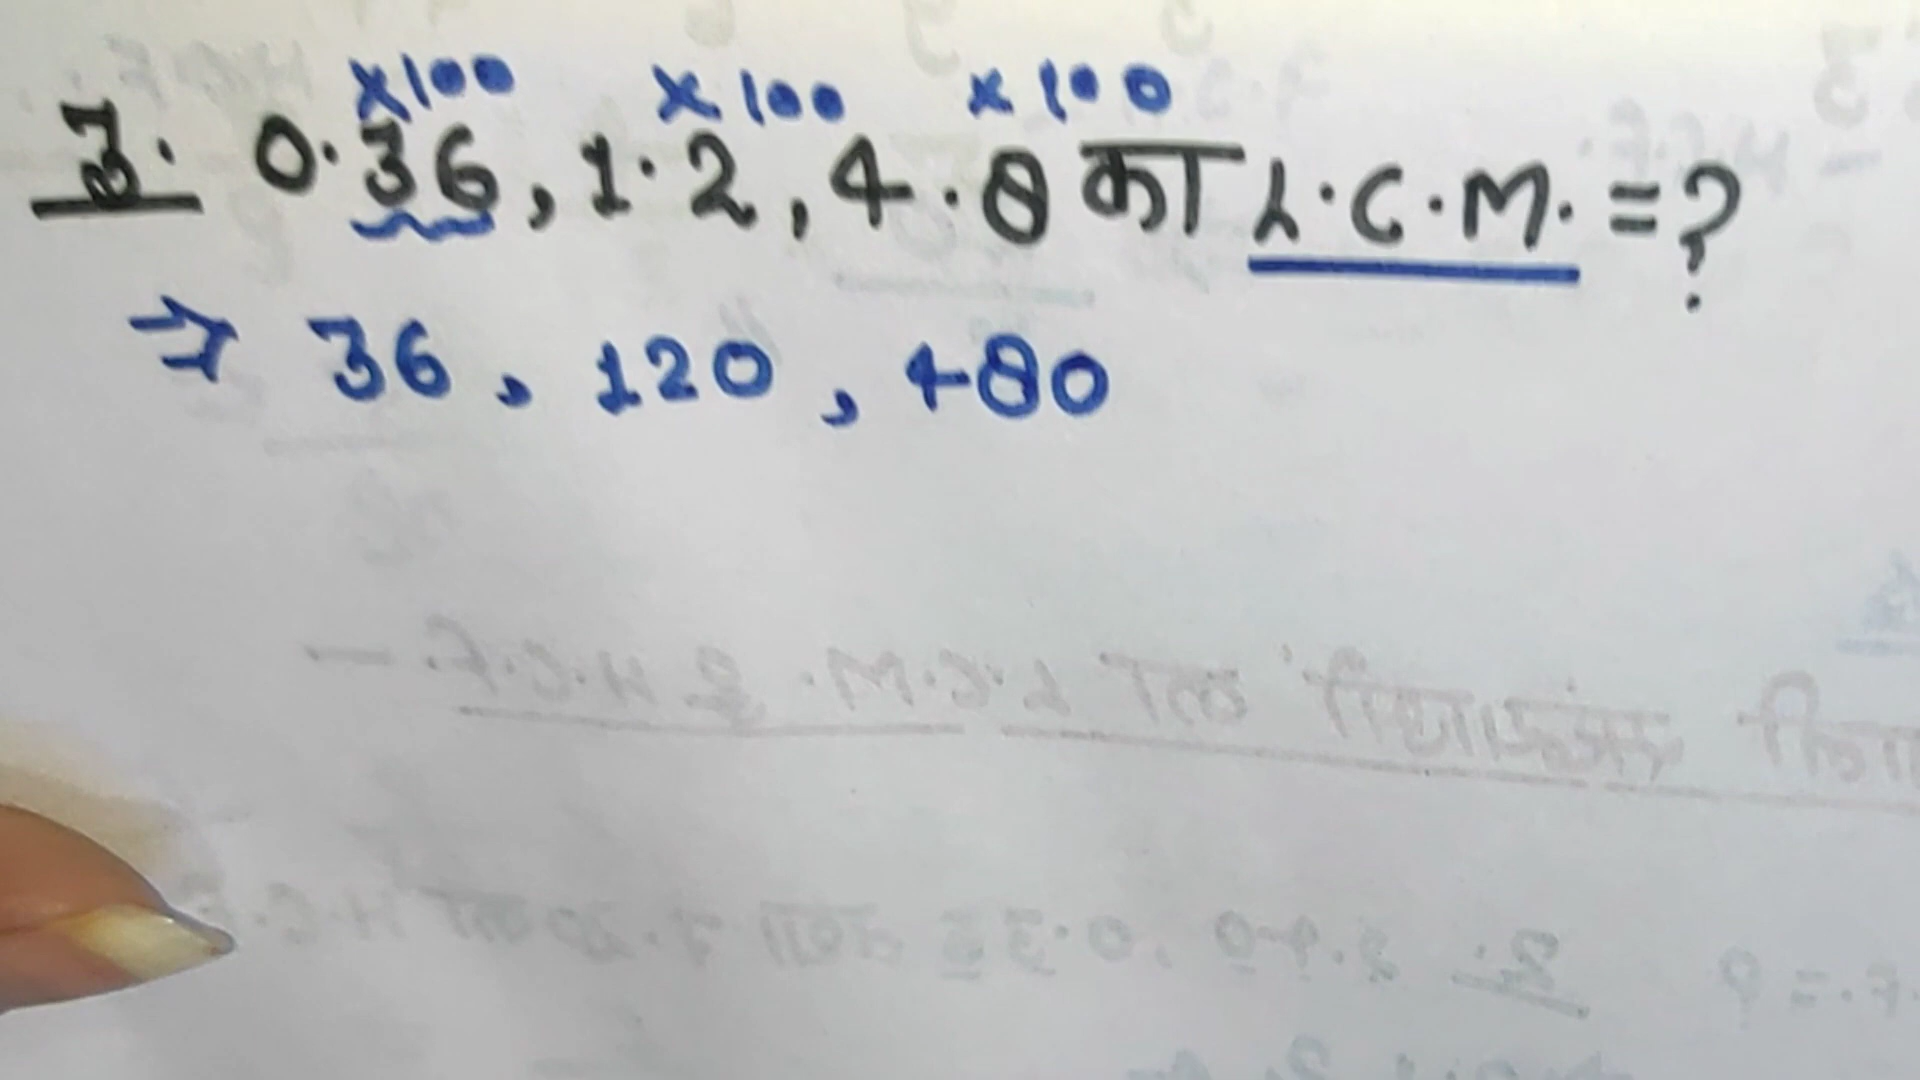 ×100 ×100 ×100
3. 0.36, 1.2, 4.8 का L.C.M. = ?
⇒ 36, 120, 480